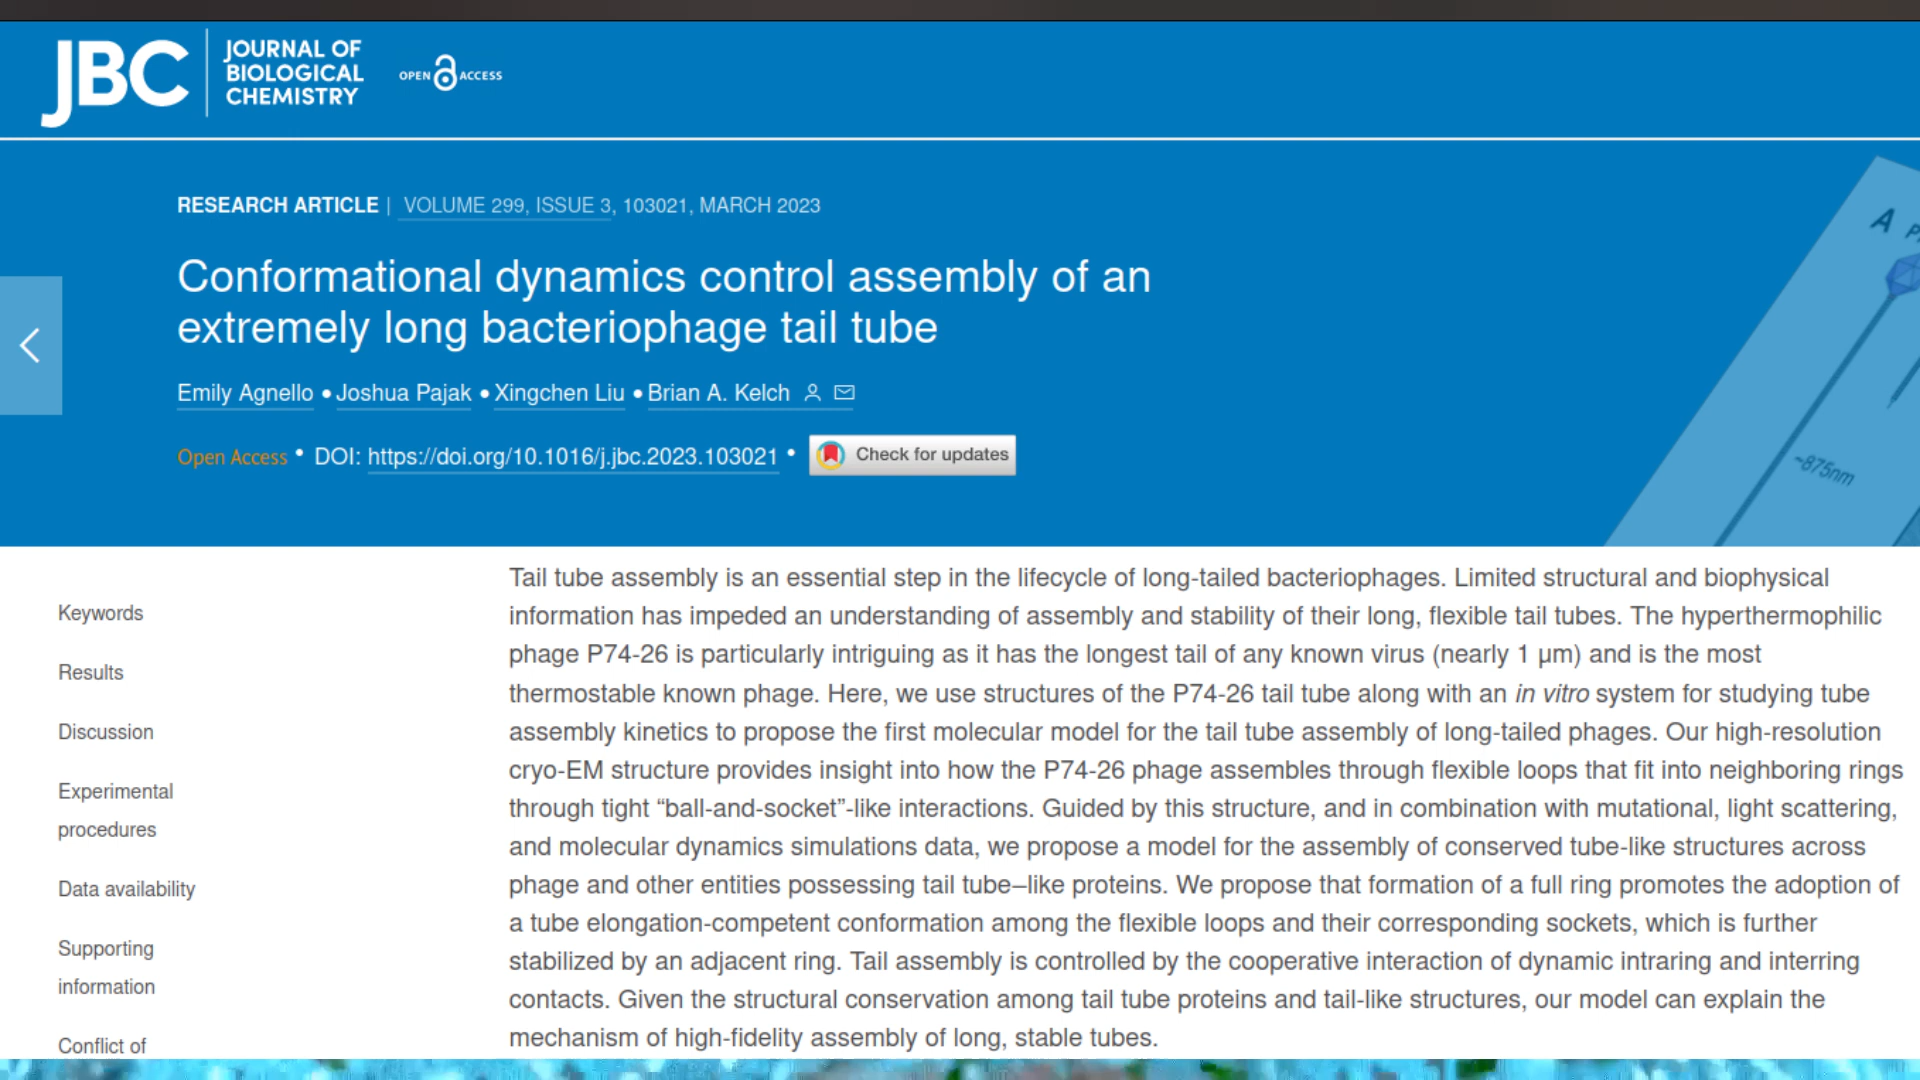 JBC
JOURNAL OF
BIOLOGICAL
CHEMISTRY
OPEN ACCESS
RESEARCH ARTICLE | VOLUME 299, ISSUE 3, 103021, MARCH 2023
Conformational dynamics control assembly of an
extremely long bacteriophage tail tube
Emily Agnello • Joshua Pajak • Xingchen Liu • Brian A. Kelch
Open Access • DOI: https://doi.org/10.1016/j.jbc.2023.103021 • Check for updates
A
~875nm
Keywords
Results
Discussion
Experimental
procedures
Data availability
Supporting
information
Conflict of
Tail tube assembly is an essential step in the lifecycle of long-tailed bacteriophages. Limited structural and biophysical
information has impeded an understanding of assembly and stability of their long, flexible tail tubes. The hyperthermophilic
phage P74-26 is particularly intriguing as it has the longest tail of any known virus (nearly 1 μm) and is the most
thermostable known phage. Here, we use structures of the P74-26 tail tube along with an in vitro system for studying tube
assembly kinetics to propose the first molecular model for the tail tube assembly of long-tailed phages. Our high-resolution
cryo-EM structure provides insight into how the P74-26 phage assembles through flexible loops that fit into neighboring rings
through tight “ball-and-socket”-like interactions. Guided by this structure, and in combination with mutational, light scattering,
and molecular dynamics simulations data, we propose a model for the assembly of conserved tube-like structures across
phage and other entities possessing tail tube–like proteins. We propose that formation of a full ring promotes the adoption of
a tube elongation-competent conformation among the flexible loops and their corresponding sockets, which is further
stabilized by an adjacent ring. Tail assembly is controlled by the cooperative interaction of dynamic intraring and interring
contacts. Given the structural conservation among tail tube proteins and tail-like structures, our model can explain the
mechanism of high-fidelity assembly of long, stable tubes.